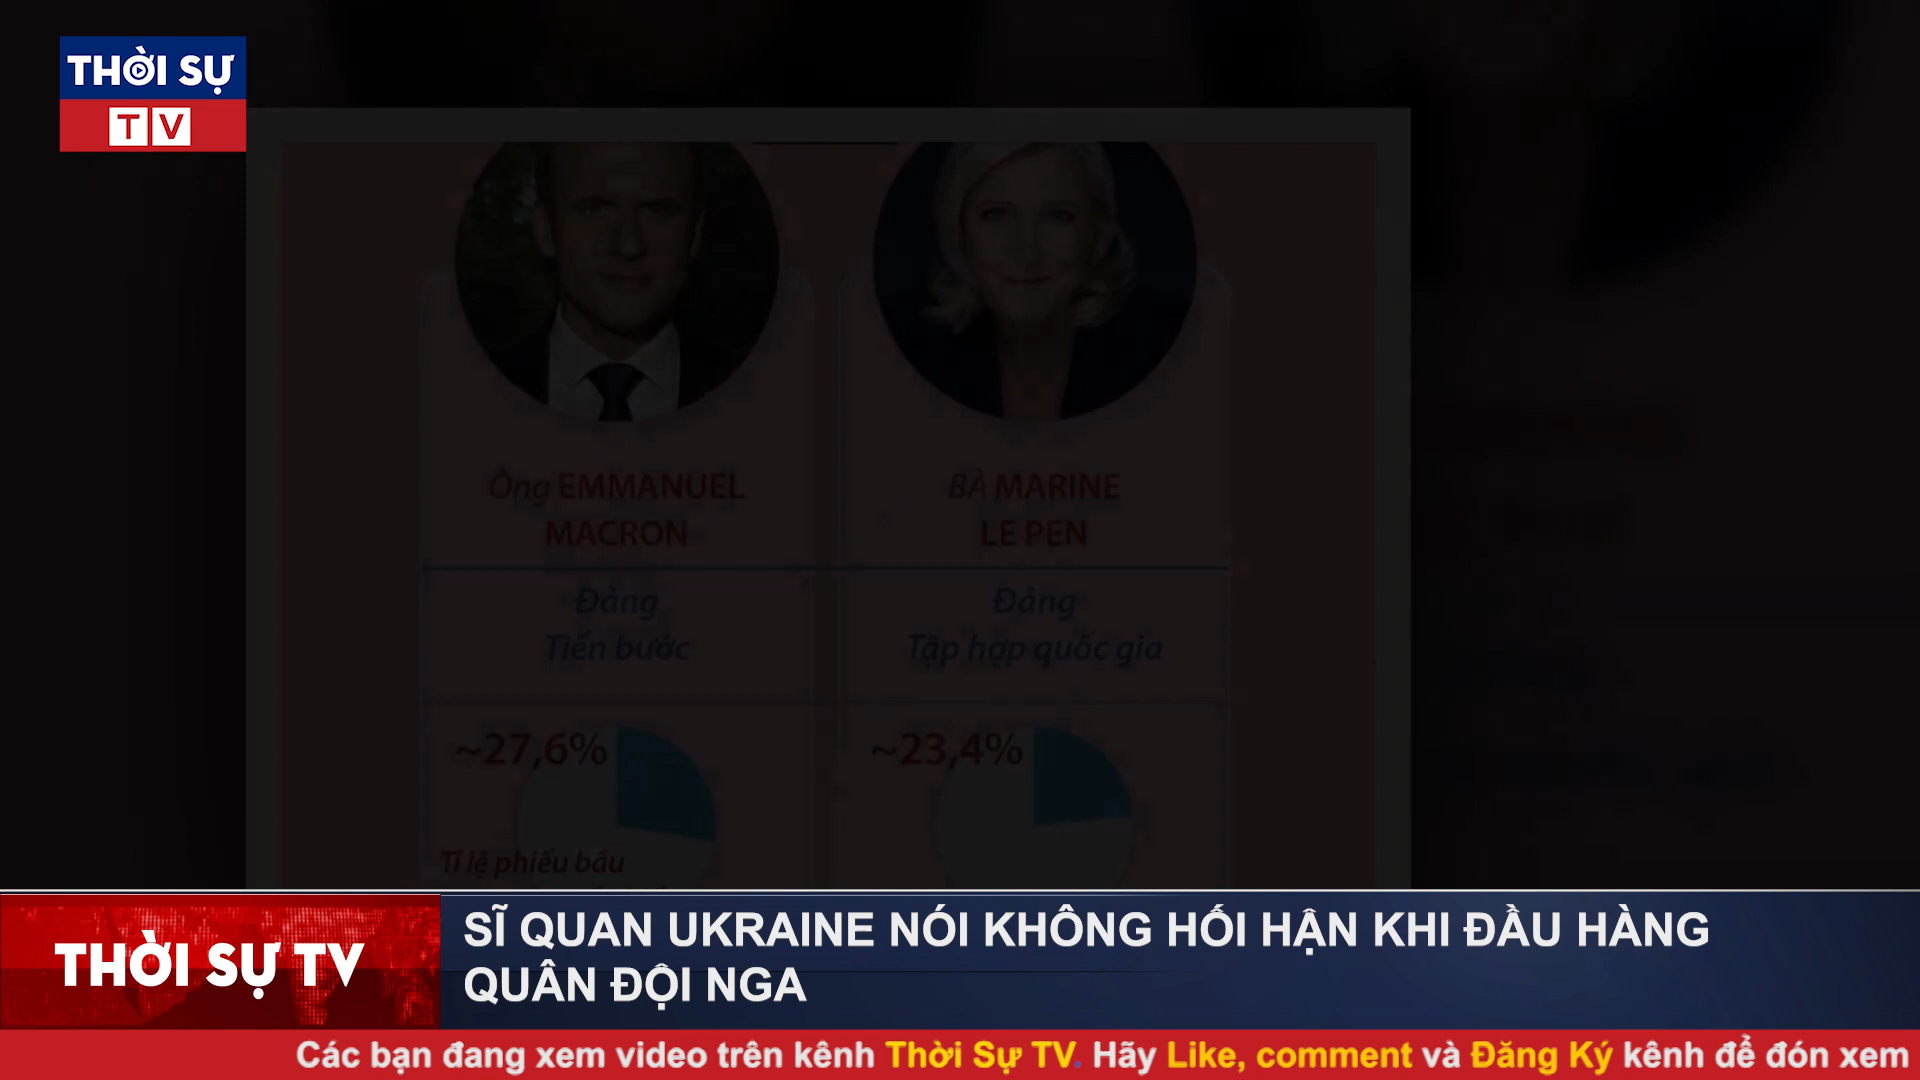 THỜI SỰ
TV
Ông EMMANUEL
MACRON
BÀ MARINE
LE PEN
Đảng
Tiến bước
Đảng
Tập hợp quốc gia
~27,6%
~23,4%
Tỉ lệ phiếu bầu
THỜI SỰ TV
SĨ QUAN UKRAINE NÓI KHÔNG HỐI HẬN KHI ĐẦU HÀNG
QUÂN ĐỘI NGA
Các bạn đang xem video trên kênh Thời Sự TV. Hãy Like, comment và Đăng Ký kênh để đón xem